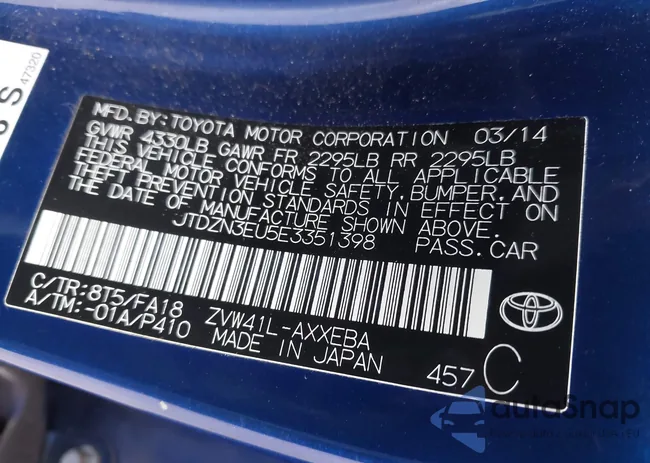 47320
MFD. BY: TOYOTA MOTOR CORPORATION 03/14
GVWR 4330LB GAWR FR 2295LB RR 2295LB
THIS VEHICLE CONFORMS TO ALL APPLICABLE
FEDERAL MOTOR VEHICLE SAFETY, BUMPER, AND
THEFT PREVENTION STANDARDS IN EFFECT ON
THE DATE OF MANUFACTURE SHOWN ABOVE.
JTDZN3EU5E3351398 PASS. CAR
C/TR: 8T5/FA18 ZVW41L-AXXEBA
A/TM: -01A/P410 MADE IN JAPAN
TOYOTA
457 C
autoSnap